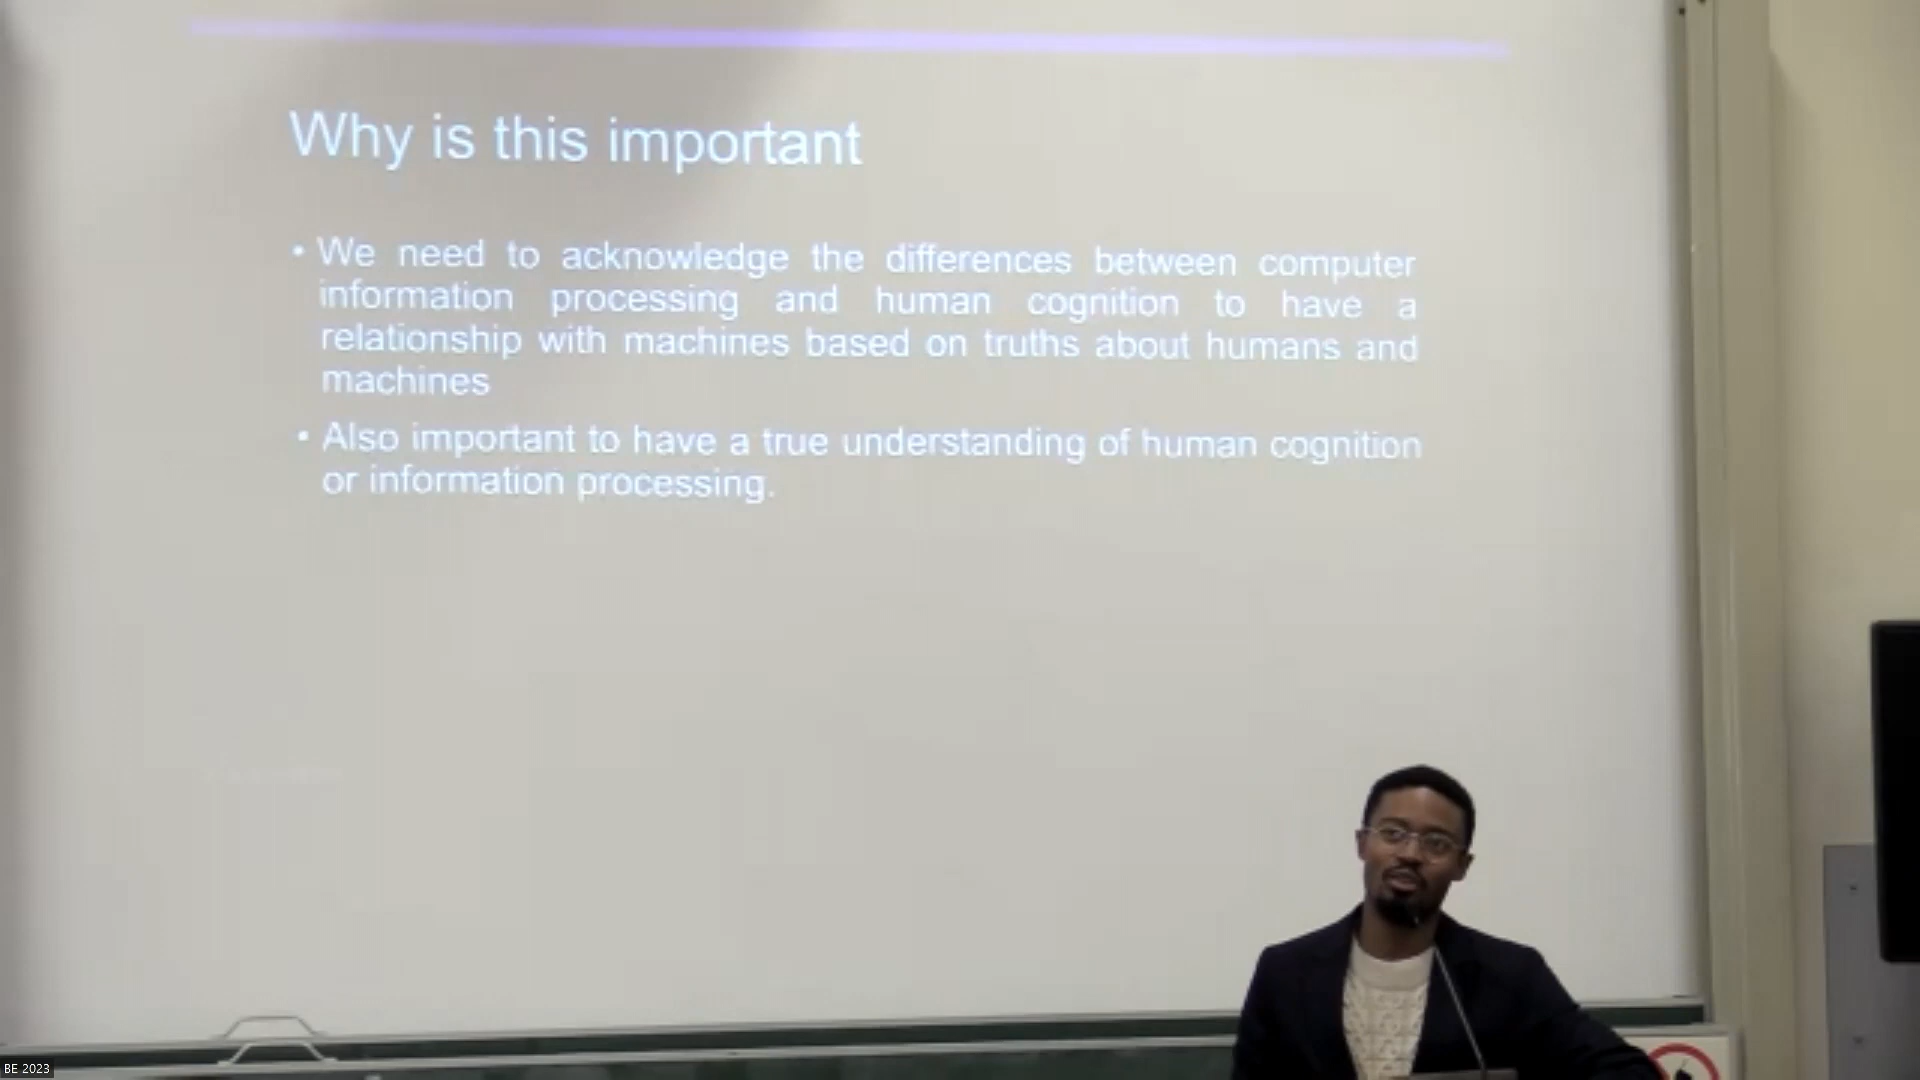 Why is this important
• We need to acknowledge the differences between computer
information processing and human cognition to have a
relationship with machines based on truths about humans and
machines
• Also important to have a true understanding of human cognition
or information processing.
BE 2023